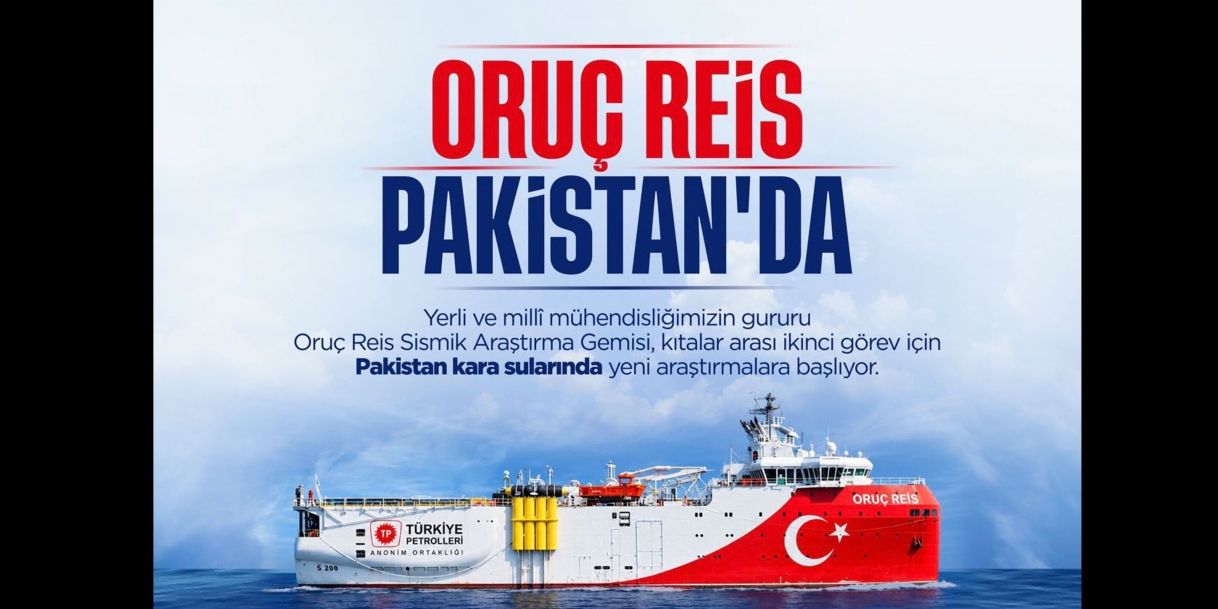 ORUÇ REİS
PAKİSTAN'DA
Yerli ve millî mühendisliğimizin gururu
Oruç Reis Sismik Araştırma Gemisi, kıtalar arası ikinci görev için
Pakistan kara sularında yeni araştırmalara başlıyor.
ORUÇ REİS
TP
TÜRKİYE
PETROLLERİ
ANONİM ORTAKLIĞI
S 200